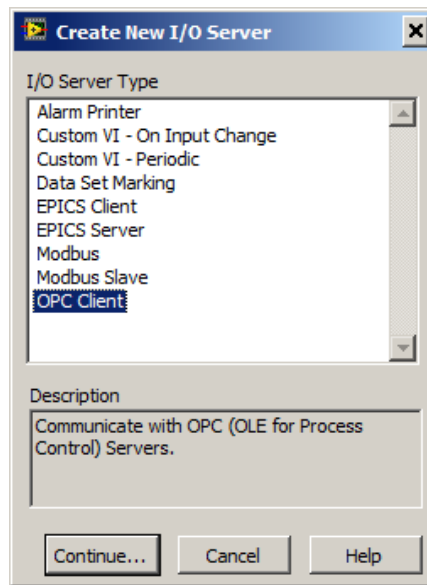 Create New I/O Server
I/O Server Type
Alarm Printer
Custom VI - On Input Change
Custom VI - Periodic
Data Set Marking
EPICS Client
EPICS Server
Modbus
Modbus Slave
OPC Client
Description
Communicate with OPC (OLE for Process
Control) Servers.
Continue... Cancel Help